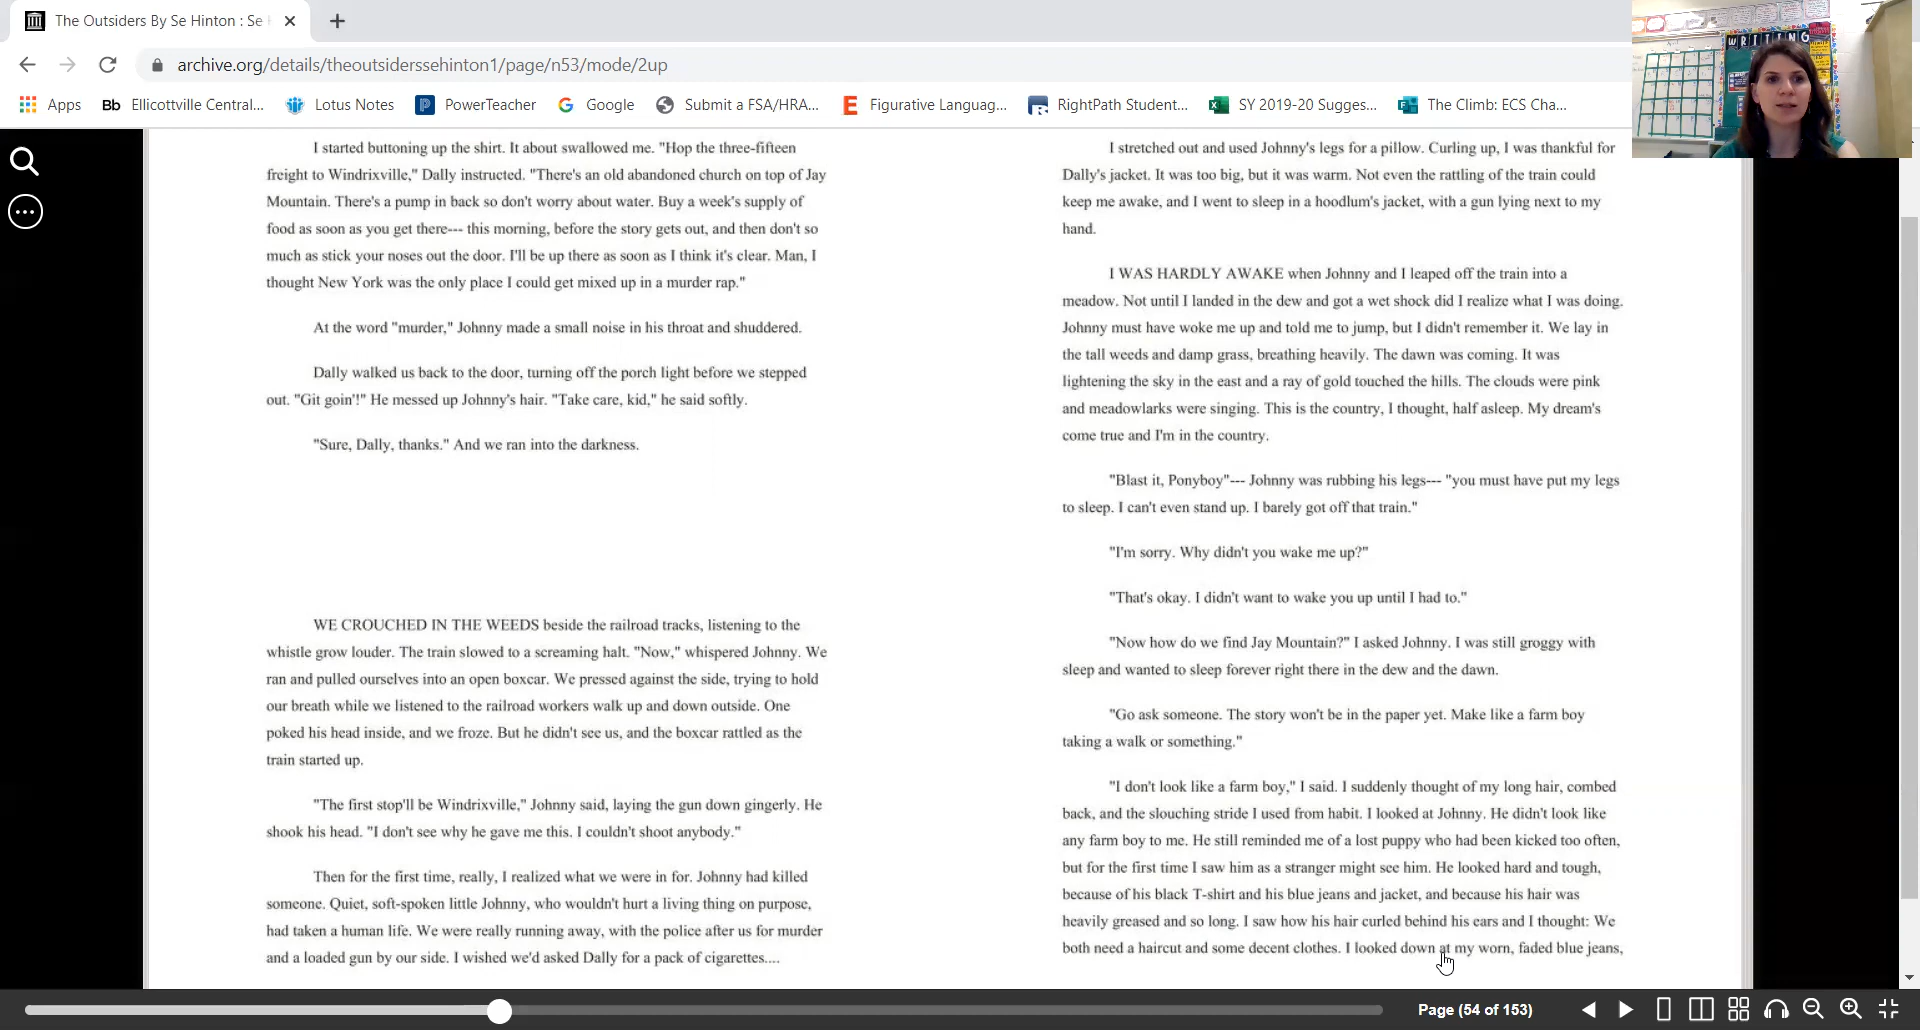 The Outsiders By Se Hinton : Se
archive.org/details/theoutsiderssehinton1/page/n53/mode/2up
Apps
Bb Ellicottville Central...
Lotus Notes
PowerTeacher
Google
Submit a FSA/HRA...
Figurative Languag...
RightPath Student...
SY 2019-20 Sugges...
The Climb: ECS Cha...
WRITING
I started buttoning up the shirt. It about swallowed me. "Hop the three-fifteen
freight to Windrixville," Dally instructed. "There's an old abandoned church on top of Jay
Mountain. There's a pump in back so don't worry about water. Buy a week's supply of
food as soon as you get there--- this morning, before the story gets out, and then don't so
much as stick your noses out the door. I'll be up there as soon as I think it's clear. Man, I
thought New York was the only place I could get mixed up in a murder rap."
At the word "murder," Johnny made a small noise in his throat and shuddered.
Dally walked us back to the door, turning off the porch light before we stepped
out. "Git goin'!" He messed up Johnny's hair. "Take care, kid," he said softly.
"Sure, Dally, thanks." And we ran into the darkness.
WE CROUCHED IN THE WEEDS beside the railroad tracks, listening to the
whistle grow louder. The train slowed to a screaming halt. "Now," whispered Johnny. We
ran and pulled ourselves into an open boxcar. We pressed against the side, trying to hold
our breath while we listened to the railroad workers walk up and down outside. One
poked his head inside, and we froze. But he didn't see us, and the boxcar rattled as the
train started up.
"The first stop'll be Windrixville," Johnny said, laying the gun down gingerly. He
shook his head. "I don't see why he gave me this. I couldn't shoot anybody."
Then for the first time, really, I realized what we were in for. Johnny had killed
someone. Quiet, soft-spoken little Johnny, who wouldn't hurt a living thing on purpose,
had taken a human life. We were really running away, with the police after us for murder
and a loaded gun by our side. I wished we'd asked Dally for a pack of cigarettes....
I stretched out and used Johnny's legs for a pillow. Curling up, I was thankful for
Dally's jacket. It was too big, but it was warm. Not even the rattling of the train could
keep me awake, and I went to sleep in a hoodlum's jacket, with a gun lying next to my
hand.
I WAS HARDLY AWAKE when Johnny and I leaped off the train into a
meadow. Not until I landed in the dew and got a wet shock did I realize what I was doing.
Johnny must have woke me up and told me to jump, but I didn't remember it. We lay in
the tall weeds and damp grass, breathing heavily. The dawn was coming. It was
lightening the sky in the east and a ray of gold touched the hills. The clouds were pink
and meadowlarks were singing. This is the country, I thought, half asleep. My dream's
come true and I'm in the country.
"Blast it, Ponyboy"--- Johnny was rubbing his legs--- "you must have put my legs
to sleep. I can't even stand up. I barely got off that train."
"I'm sorry. Why didn't you wake me up?"
"That's okay. I didn't want to wake you up until I had to."
"Now how do we find Jay Mountain?" I asked Johnny. I was still groggy with
sleep and wanted to sleep forever right there in the dew and the dawn.
"Go ask someone. The story won't be in the paper yet. Make like a farm boy
taking a walk or something."
"I don't look like a farm boy," I said. I suddenly thought of my long hair, combed
back, and the slouching stride I used from habit. I looked at Johnny. He didn't look like
any farm boy to me. He still reminded me of a lost puppy who had been kicked too often,
but for the first time I saw him as a stranger might see him. He looked hard and tough,
because of his black T-shirt and his blue jeans and jacket, and because his hair was
heavily greased and so long. I saw how his hair curled behind his ears and I thought: We
both need a haircut and some decent clothes. I looked down at my worn, faded blue jeans,
Page (54 of 153)